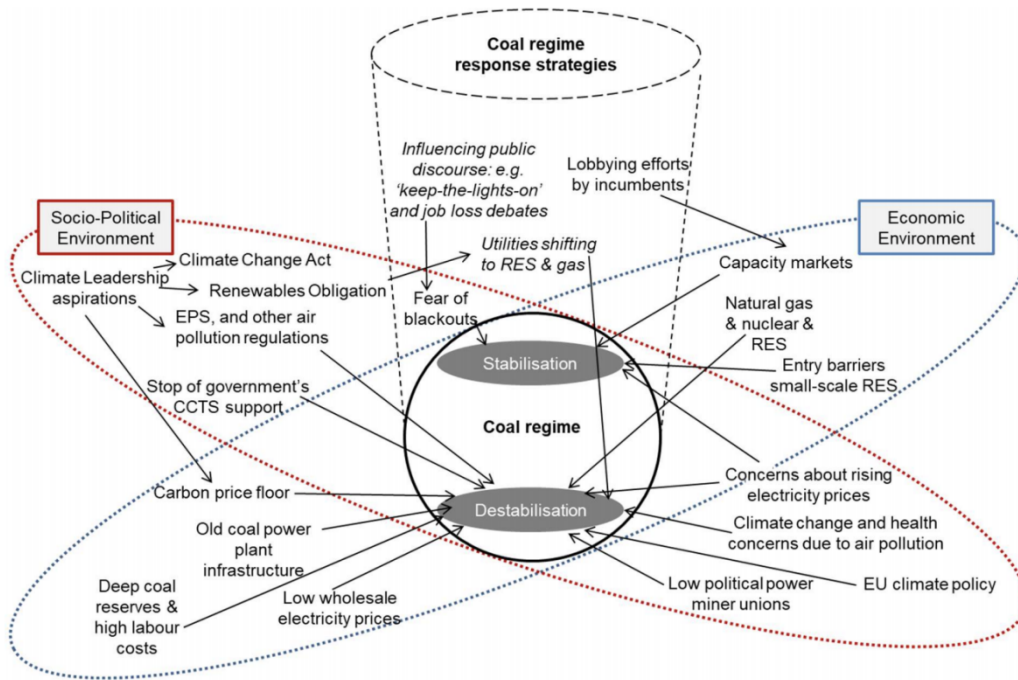 Coal regime
response strategies
Influencing public
discourse: e.g.
‘keep-the-lights-on’
and job loss debates
Lobbying efforts
by incumbents
Socio-Political
Environment
Economic
Environment
Climate Change Act
Utilities shifting
to RES & gas
Capacity markets
Climate Leadership
aspirations
Renewables Obligation
Fear of
blackouts
Natural gas
& nuclear &
RES
EPS, and other air
pollution regulations
Stabilisation
Entry barriers
small-scale RES
Stop of government’s
CCTS support
Coal regime
Carbon price floor
Concerns about rising
electricity prices
Destabilisation
Old coal power
plant
infrastructure
Climate change and health
concerns due to air pollution
Deep coal
reserves &
high labour
costs
Low wholesale
electricity prices
Low political power
miner unions
EU climate policy